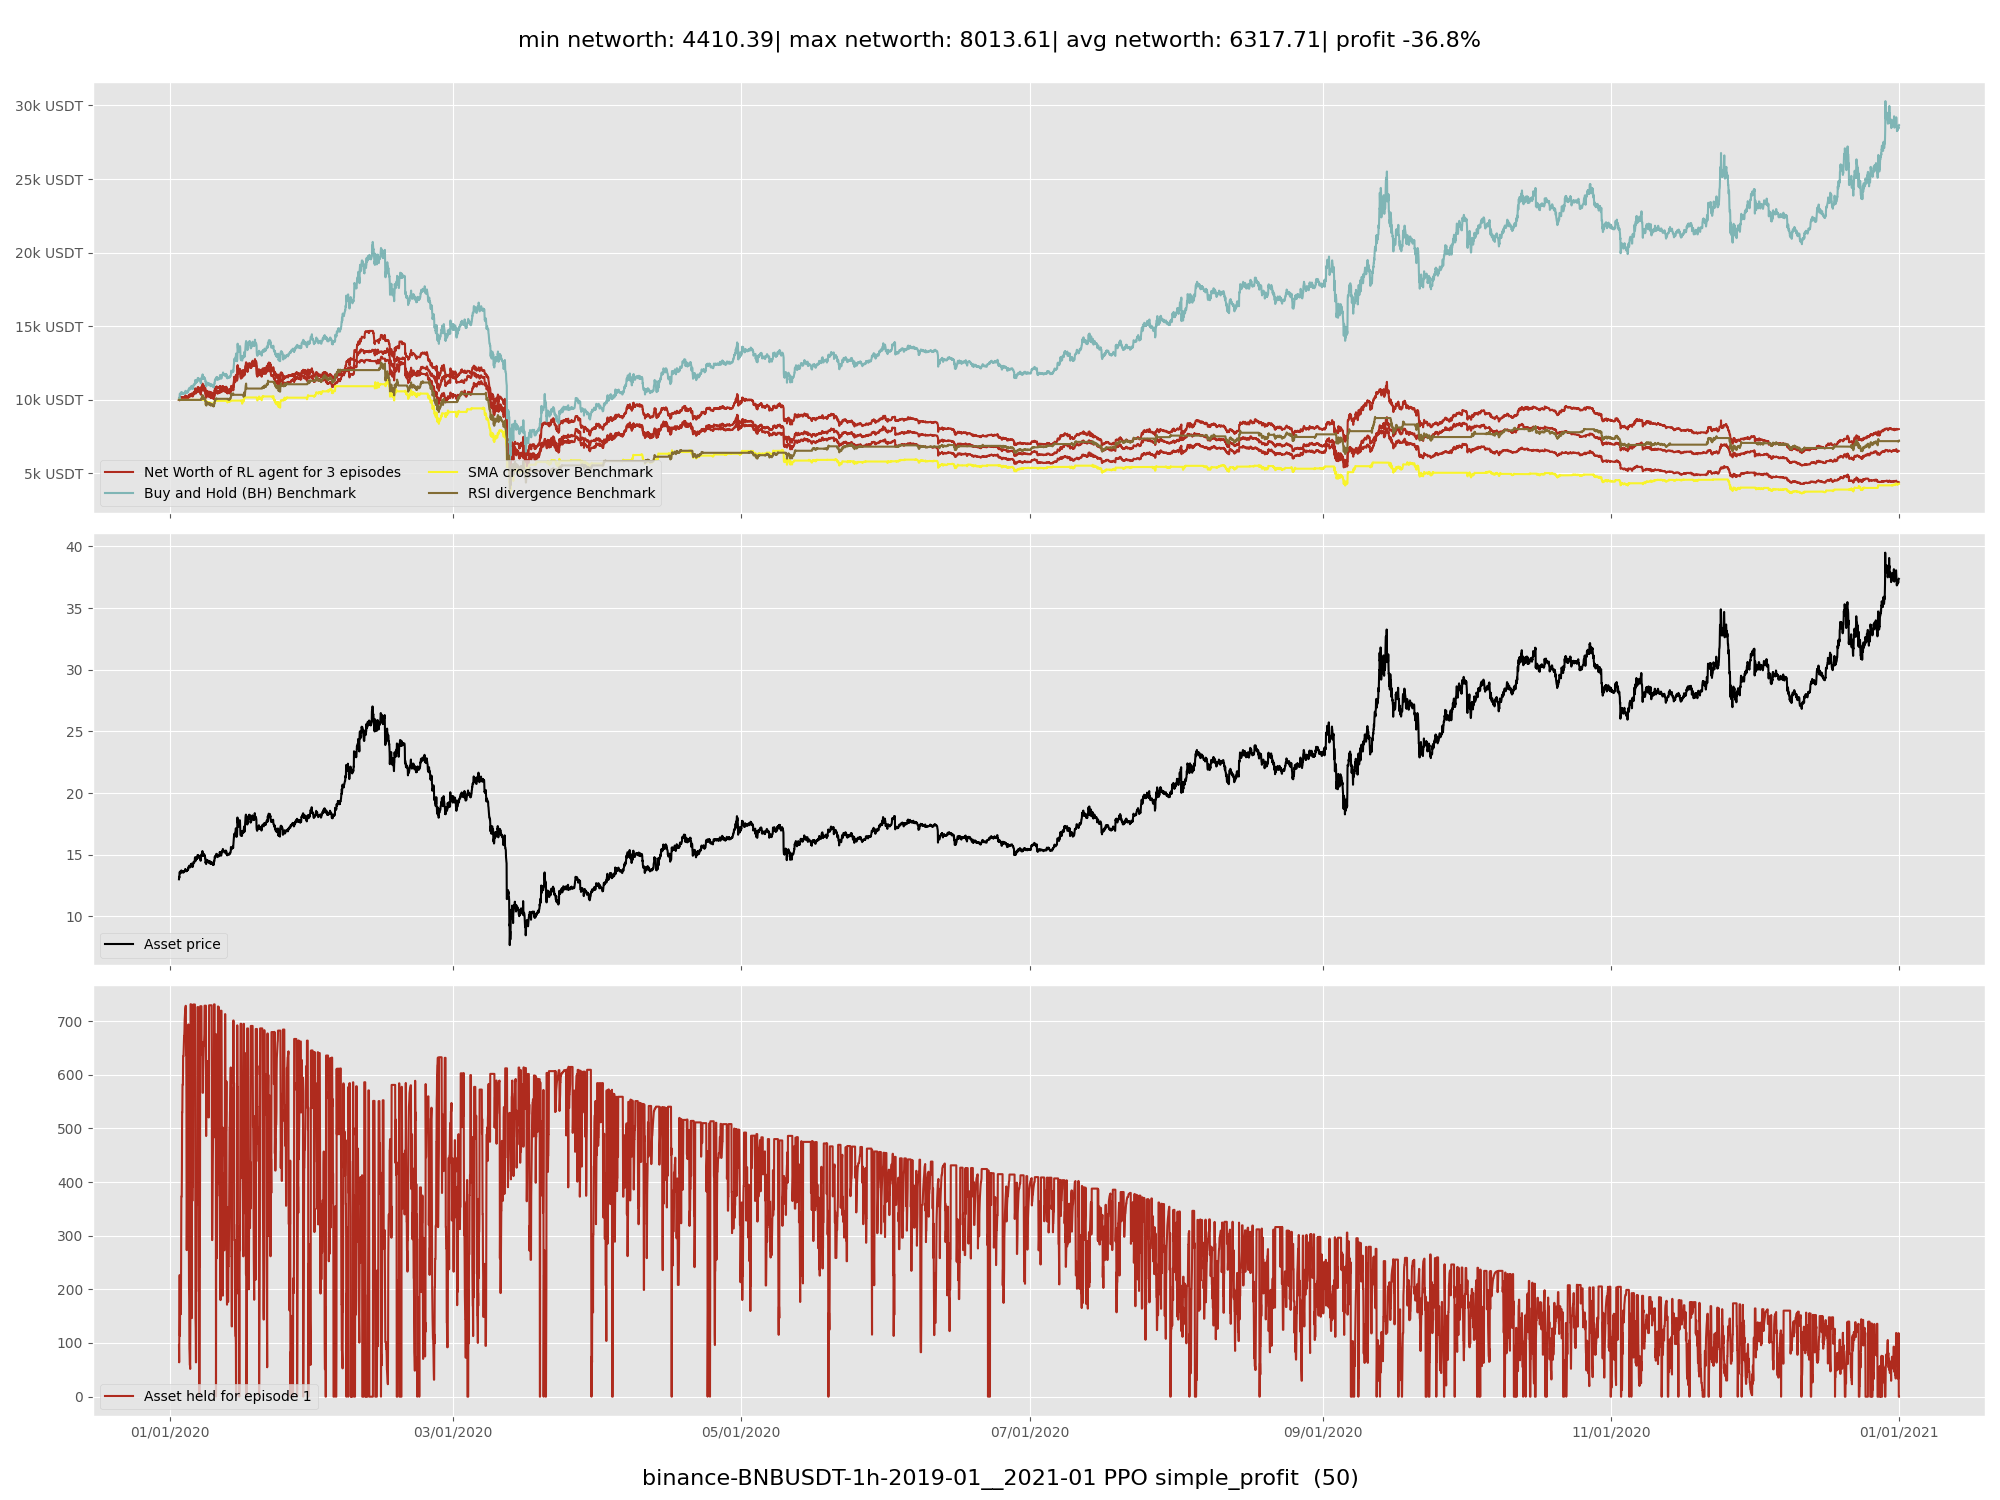 min networth: 4410.39| max networth: 8013.61| avg networth: 6317.71| profit -36.8%
30k USDT
25k USDT
20k USDT
15k USDT
10k USDT
5k USDT
Net Worth of RL agent for 3 episodes
Buy and Hold (BH) Benchmark
SMA crossover Benchmark
RSI divergence Benchmark
40
35
30
25
20
15
10
Asset price
700
600
500
400
300
200
100
0
Asset held for episode 1
01/01/2020 03/01/2020 05/01/2020 07/01/2020 09/01/2020 11/01/2020 01/01/2021
binance-BNBUSDT-1h-2019-01__2021-01 PPO simple_profit  (50)